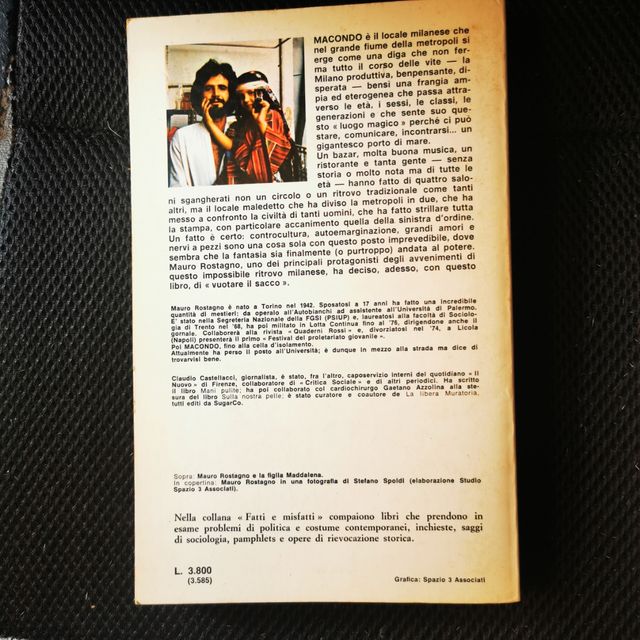 MACONDO è il locale milanese che
nel grande fiume della metropoli si
erge come una diga che non fer-
ma tutto il corso delle vite — la
Milano produttiva, benpensante, di-
sperata — bensì una frangia am-
pia ed eterogenea che passa attra-
verso le età, i sessi, le classi, le
generazioni e che sente suo que-
sto « luogo magico » perché ci può
stare, comunicare, incontrarsi... un
gigantesco porto di mare.
Un bazar, molta buona musica, un
ristorante e tanta gente — senza
storia o molto nota ma di tutte le
età — hanno fatto di quattro salo-
ni sgangherati non un circolo o un ritrovo tradizionale come tanti
altri, ma il locale maledetto che ha diviso la metropoli in due, che ha
messo a confronto la civiltà di tanti uomini, che ha fatto strillare tutta
la stampa, con particolare accanimento quella della sinistra d'ordine.
Un fatto è certo: controcultura, autoemarginazione, grandi amori e
nervi a pezzi sono una cosa sola con questo posto imprevedibile, dove
sembra che la fantasia sia finalmente (o purtroppo) andata al potere.
Mauro Rostagno, uno dei principali protagonisti degli avvenimenti di
questo impossibile ritrovo milanese, ha deciso, adesso, con questo
libro, di « vuotare il sacco ».
Mauro Rostagno è nato a Torino nel 1942. Sposatosi a 17 anni ha fatto una incredibile
quantità di mestieri: da operaio all'Autobianchi ad assistente all'Università di Palermo.
E' stato nella Segreteria Nazionale della FGSI (PSIUP) e, laureatosi alla facoltà di Sociolo-
gia di Trento nel '68, ha poi militato in Lotta Continua fino al '76, dirigendone anche il
giornale. Collaborerà alla rivista « Quaderni Rossi » e, divorziatosi nel '74, a Licola
(Napoli) presenterà il primo « Festival del proletariato giovanile ».
Poi MACONDO, fino alla cella d'isolamento.
Attualmente ha perso il posto all'Università; è dunque in mezzo alla strada ma dice di
trovarvisi bene.
Claudio Castellacci, giornalista, è stato, fra l'altro, caposervizio interni del quotidiano « Il
Nuovo » di Firenze, collaboratore di « Critica Sociale » e di altri periodici. Ha scritto
il libro Mani pulite; ha poi collaborato col cardiochirurgo Gaetano Azzolina alla ste-
sura del libro Sulla nostra pelle; è stato curatore e coautore de La libera Muratoria,
tutti editi da SugarCo.
Sopra: Mauro Rostagno e la figlia Maddalena.
In copertina: Mauro Rostagno in una fotografia di Stefano Spoldi (elaborazione Studio
Spazio 3 Associati).
Nella collana « Fatti e misfatti » compaiono libri che prendono in
esame problemi di politica e costume contemporanei, inchieste, saggi
di sociologia, pamphlets e opere di rievocazione storica.
L. 3.800
(3.585)
Grafica: Spazio 3 Associati